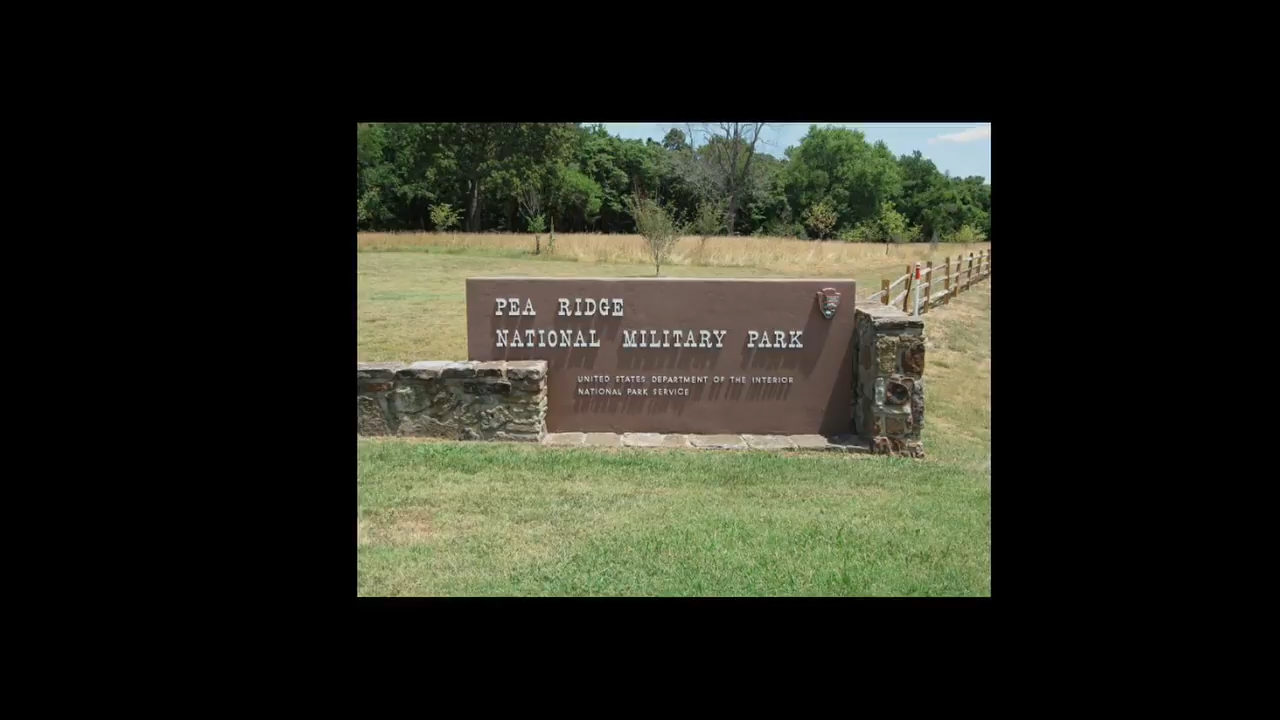 PEA RIDGE
NATIONAL MILITARY PARK
UNITED STATES DEPARTMENT OF THE INTERIOR
NATIONAL PARK SERVICE